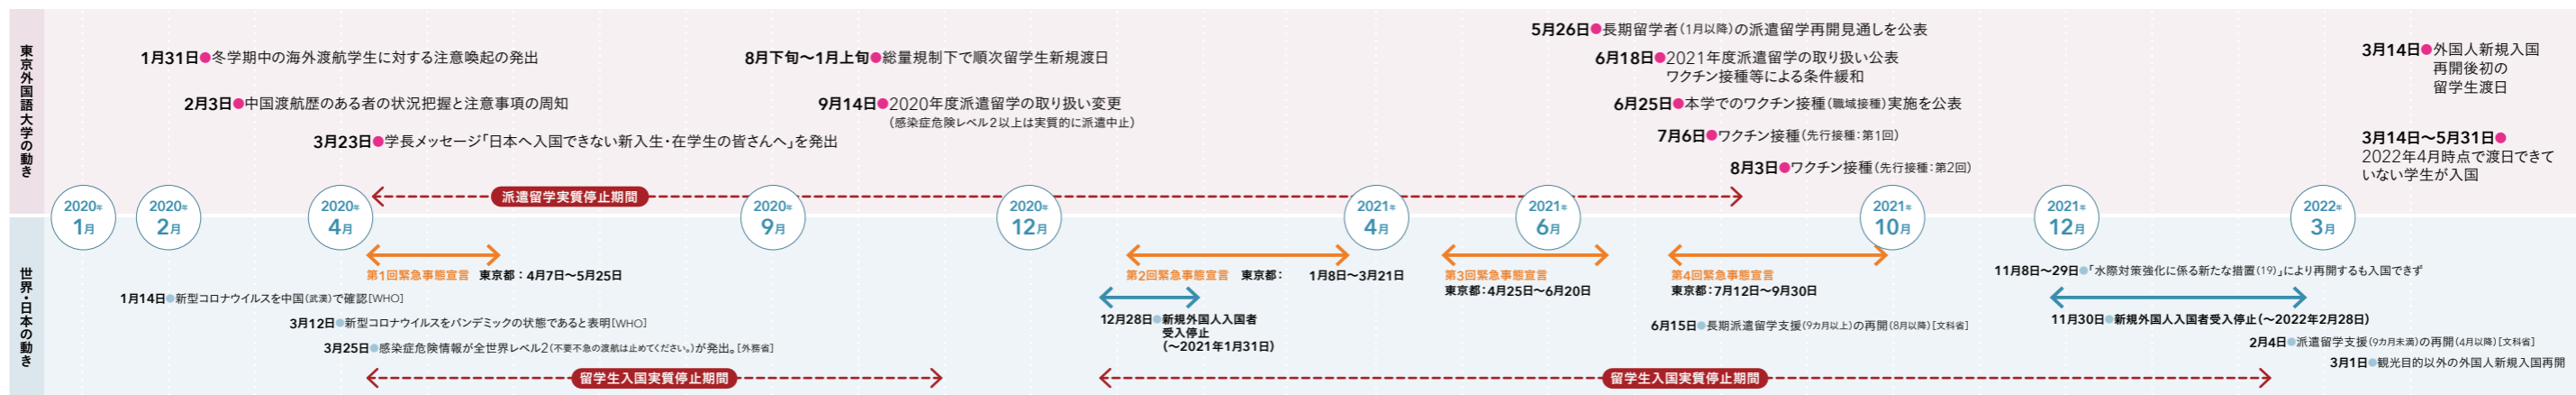 東京外国語大学の動き
1月31日●冬学期中の海外渡航学生に対する注意喚起の発出
2月3日●中国渡航歴のある者の状況把握と注意事項の周知
3月23日●学長メッセージ「日本へ入国できない新入生・在学生の皆さんへ」を発出
8月下旬〜1月上旬●総量規制下で順次留学生新規渡日
9月14日●2020年度派遣留学の取り扱い変更
(感染症危険レベル2以上は実質的に派遣中止)
5月26日●長期留学者(1月以降)の派遣留学再開見通しを公表
6月18日●2021年度派遣留学の取り扱い公表
ワクチン接種等による条件緩和
6月25日●本学でのワクチン接種(職域接種)実施を公表
7月6日●ワクチン接種(先行接種:第1回)
8月3日●ワクチン接種(先行接種:第2回)
3月14日●外国人新規入国
再開後初の
留学生渡日
3月14日〜5月31日●
2022年4月時点で渡日できて
いない学生が入国
派遣留学実質停止期間
2020年
1月
2020年
2月
2020年
4月
2020年
9月
2020年
12月
2021年
4月
2021年
6月
2021年
10月
2021年
12月
2022年
3月
世界・日本の動き
第1回緊急事態宣言 東京都:4月7日〜5月25日
1月14日●新型コロナウイルスを中国(武漢)で確認[WHO]
3月12日●新型コロナウイルスをパンデミックの状態であると表明[WHO]
3月25日●感染症危険情報が全世界レベル2(不要不急の渡航は止めてください。)が発出。[外務省]
留学生入国実質停止期間
第2回緊急事態宣言 東京都: 1月8日〜3月21日
12月28日●新規外国人入国者
受入停止
(〜2021年1月31日)
第3回緊急事態宣言
東京都:4月25日〜6月20日
第4回緊急事態宣言
東京都:7月12日〜9月30日
6月15日●長期派遣留学支援(9カ月以上)の再開(8月以降)[文科省]
11月8日〜29日●「水際対策強化に係る新たな措置(19)」により再開するも入国できず
11月30日●新規外国人入国者受入停止(〜2022年2月28日)
2月4日●派遣留学支援(9カ月未満)の再開(4月以降)[文科省]
3月1日●観光目的以外の外国人新規入国再開
留学生入国実質停止期間